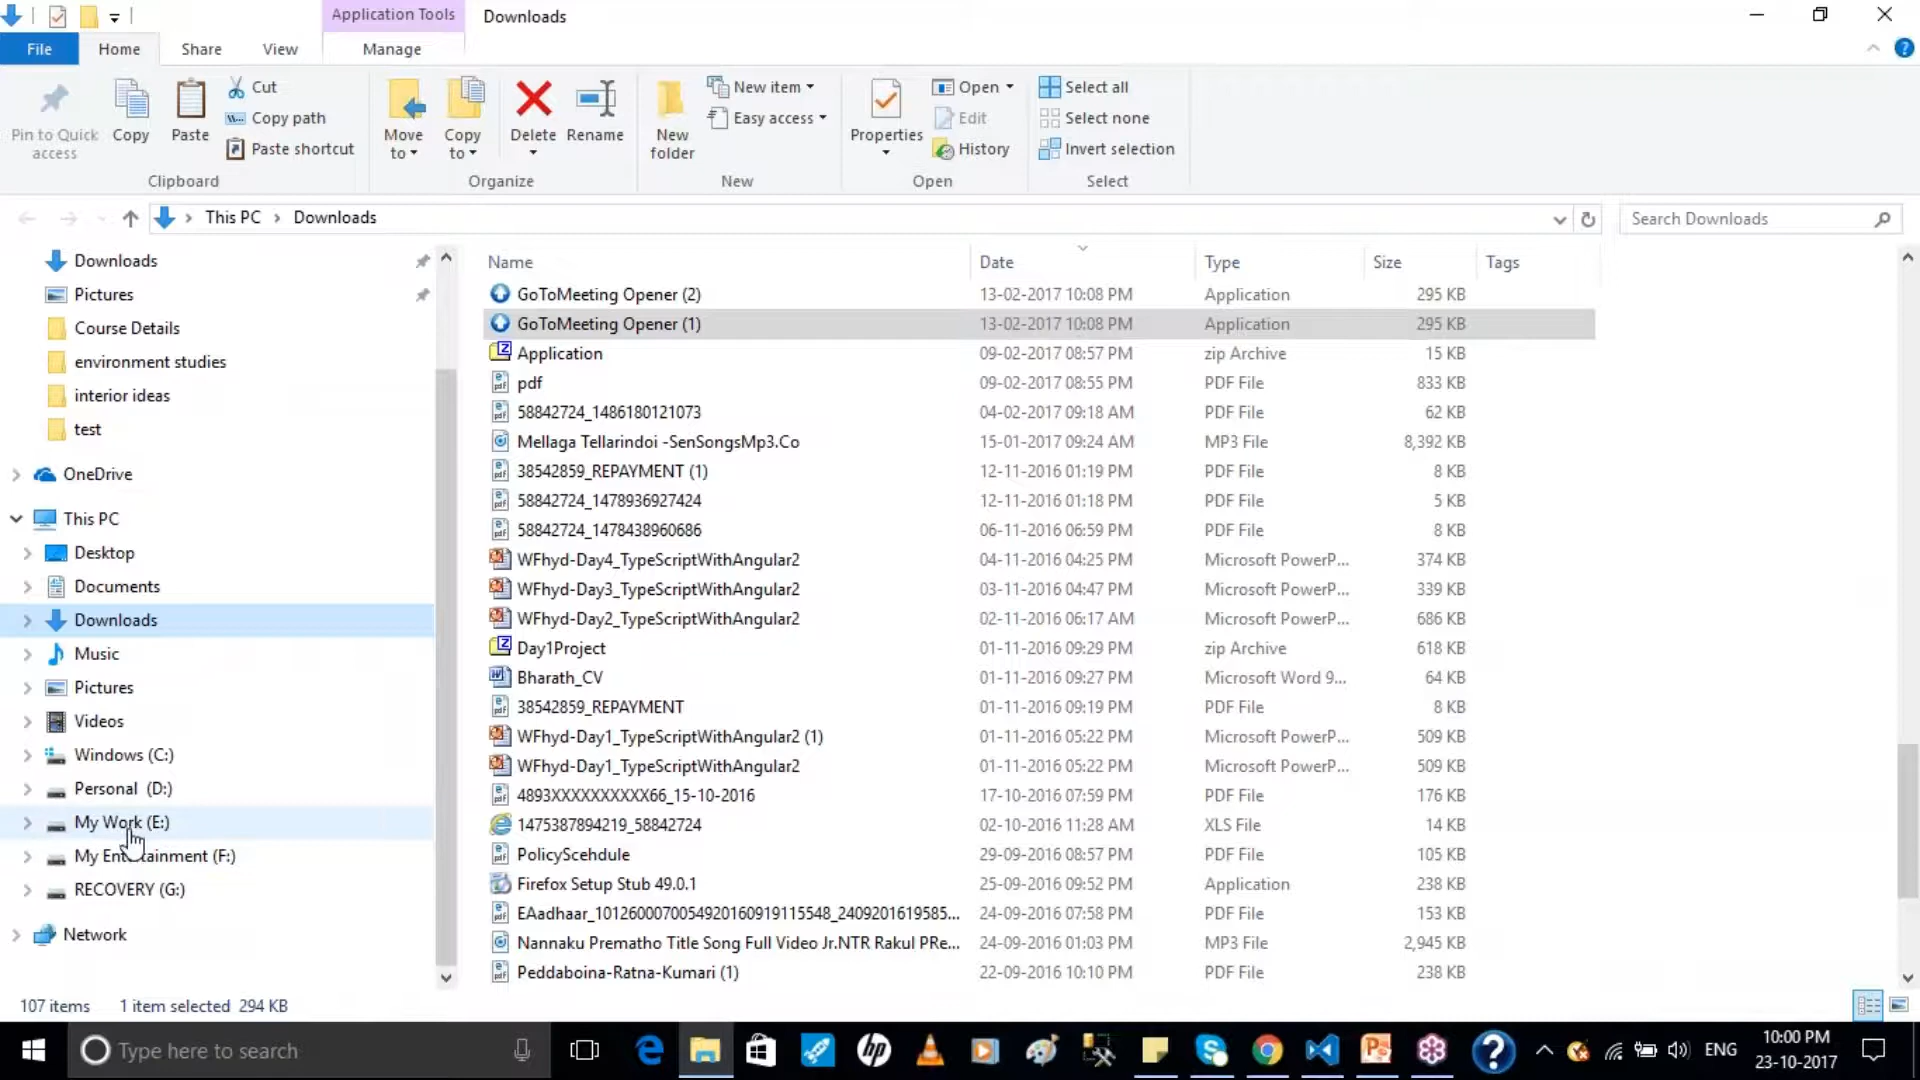 Application Tools
Downloads
File
Home
Share
View
Manage
Pin to Quick access
Copy
Paste
Cut
Copy path
Paste shortcut
Clipboard
Move to
Copy to
Delete
Rename
Organize
New folder
New item
Easy access
New
Properties
Open
Edit
History
Open
Select all
Select none
Invert selection
Select
This PC > Downloads
Search Downloads
Downloads
Pictures
Course Details
environment studies
interior ideas
test
OneDrive
This PC
Desktop
Documents
Downloads
Music
Pictures
Videos
Windows (C:)
Personal (D:)
My Work (E:)
My (F:)
RECOVERY (G:)
Network
Name Date Type Size Tags
GoToMeeting Opener (2) 13-02-2017 10:08 PM Application 295 KB
GoToMeeting Opener (1) 13-02-2017 10:08 PM Application 295 KB
Application 09-02-2017 08:57 PM zip Archive 15 KB
pdf 09-02-2017 08:55 PM PDF File 833 KB
58842724_1486180121073 04-02-2017 09:18 AM PDF File 62 KB
Mellaga Tellarindoi -SenSongsMp3.Co 15-01-2017 09:24 AM MP3 File 8,392 KB
38542859_REPAYMENT (1) 12-11-2016 01:19 PM PDF File 8 KB
58842724_1478936927424 12-11-2016 01:18 PM PDF File 5 KB
58842724_1478438960686 06-11-2016 06:59 PM PDF File 8 KB
WFhyd-Day4_TypeScriptWithAngular2 04-11-2016 04:25 PM Microsoft PowerP... 374 KB
WFhyd-Day3_TypeScriptWithAngular2 03-11-2016 04:47 PM Microsoft PowerP... 339 KB
WFhyd-Day2_TypeScriptWithAngular2 02-11-2016 06:17 AM Microsoft PowerP... 686 KB
Day1Project 01-11-2016 09:29 PM zip Archive 618 KB
Bharath_CV 01-11-2016 09:27 PM Microsoft Word 9... 64 KB
38542859_REPAYMENT 01-11-2016 09:19 PM PDF File 8 KB
WFhyd-Day1_TypeScriptWithAngular2 (1) 01-11-2016 05:22 PM Microsoft PowerP... 509 KB
WFhyd-Day1_TypeScriptWithAngular2 01-11-2016 05:22 PM Microsoft PowerP... 509 KB
4893XXXXXXXXXX66_15-10-2016 17-10-2016 07:59 PM PDF File 176 KB
1475387894219_58842724 02-10-2016 11:28 AM XLS File 14 KB
PolicyScehdule 29-09-2016 08:57 PM PDF File 105 KB
Firefox Setup Stub 49.0.1 25-09-2016 09:52 PM Application 238 KB
EAadhaar_1012600070054920160919115548_2409201619585... 24-09-2016 07:58 PM PDF File 153 KB
Nannaku Prematho Title Song Full Video Jr.NTR Rakul PRe... 24-09-2016 01:03 PM MP3 File 2,945 KB
Peddaboina-Ratna-Kumari (1) 22-09-2016 10:10 PM PDF File 238 KB
107 items 1 item selected 294 KB
Type here to search
hp
ENG
10:00 PM
23-10-2017